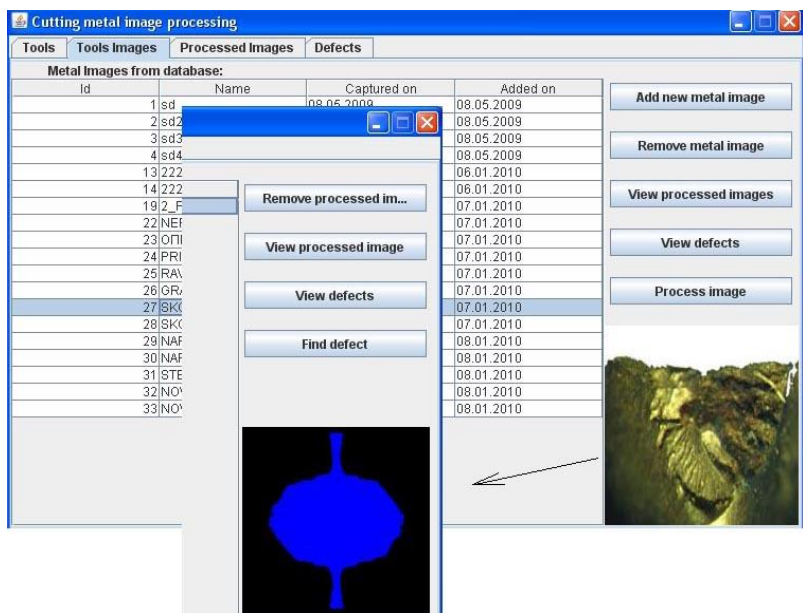 Cutting metal image processing
Tools Tools Images Processed Images Defects
Metal Images from database:
Id Name Captured on Added on
1 sd 08.05.2009 08.05.2009
2 sd2 08.05.2009
3 sd3 08.05.2009
4 sd4 08.05.2009
13 222 06.01.2010
14 222 06.01.2010
19 2_F 07.01.2010
22 NEF 07.01.2010
23 07.01.2010
24 PRI 07.01.2010
25 RAV 07.01.2010
26 GRA 07.01.2010
27 SKO 07.01.2010
28 SKO 07.01.2010
29 NAF 08.01.2010
30 NAF 08.01.2010
31 STE 08.01.2010
32 NOV 08.01.2010
33 NOV 08.01.2010
Add new metal image
Remove metal image
View processed images
View defects
Process image
Remove processed im...
View processed image
View defects
Find defect